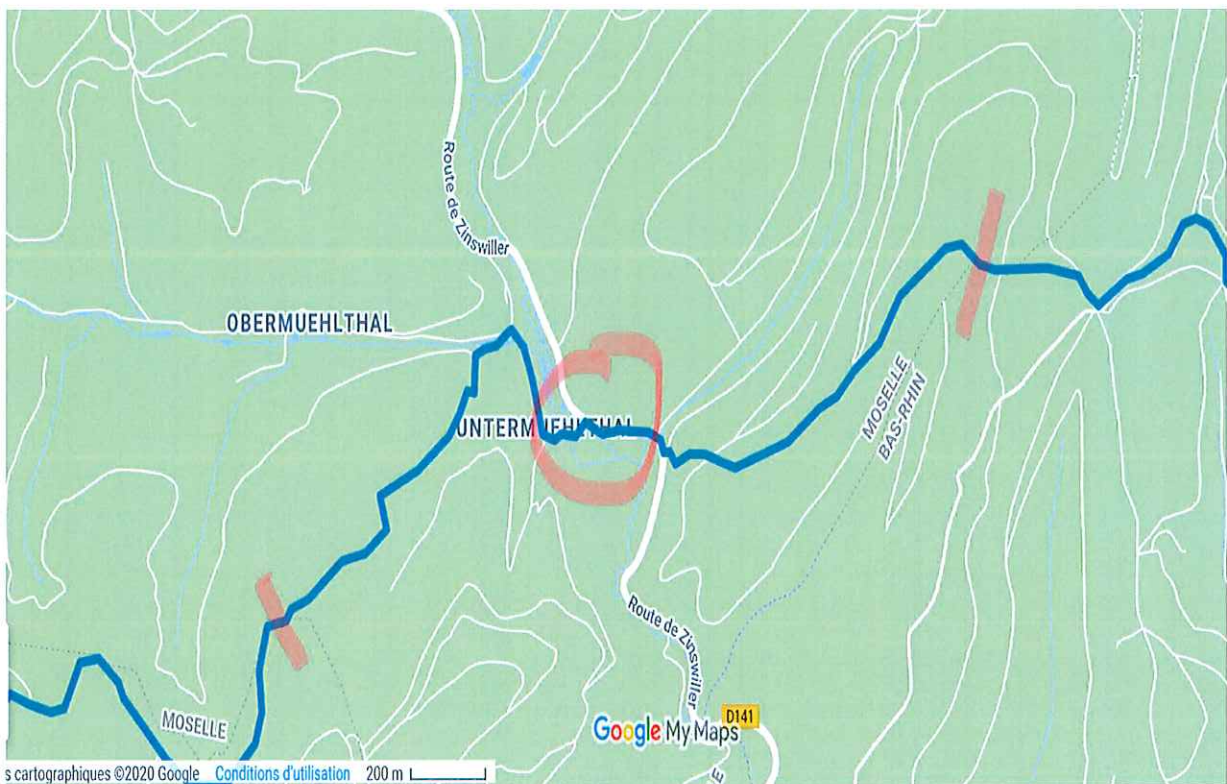 Route de Zinswiller
OBERMUEHLTHAL
UNTERMUEHLTHAL
MOSELLE
BAS-RHIN
Route de Zinswiller
MOSELLE
D141
Google My Maps
E
s cartographiques ©2020 Google Conditions d'utilisation 200 m